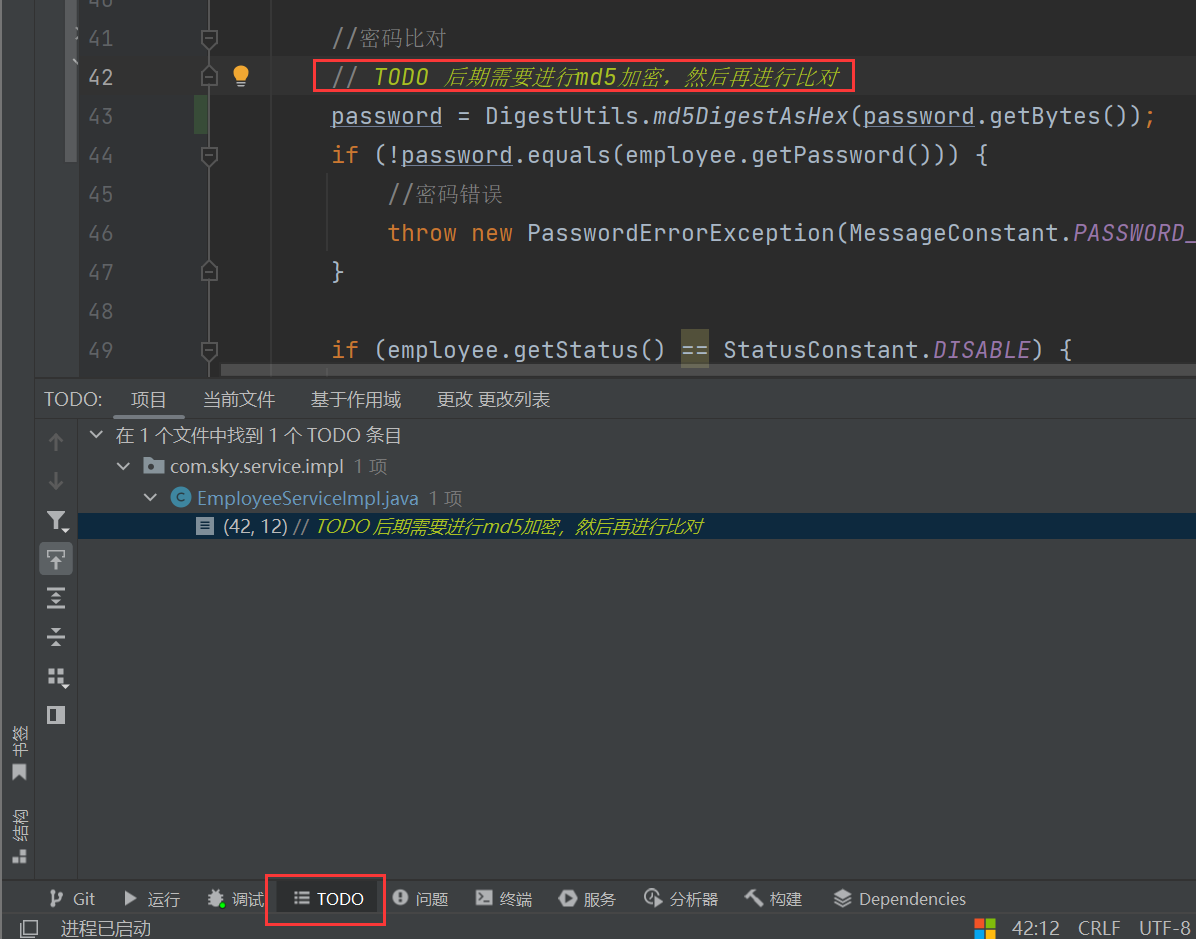 41 //密码比对
42 // TODO 后期需要进行md5加密，然后再进行比对
43 password = DigestUtils.md5DigestAsHex(password.getBytes());
44 if (!password.equals(employee.getPassword())) {
45 //密码错误
46 throw new PasswordErrorException(MessageConstant.PASSWORD_
47 }
48
49 if (employee.getStatus() == StatusConstant.DISABLE) {
TODO: 项目 当前文件 基于作用域 更改 更改列表
在 1 个文件中找到 1 个 TODO 条目
com.sky.service.impl 1 项
EmployeeServiceImpl.java 1 项
(42, 12) // TODO 后期需要进行md5加密，然后再进行比对
书签
结构
Git 运行 调试 TODO 问题 终端 服务 分析器 构建 Dependencies
进程已启动 42:12 CRLF UTF-8